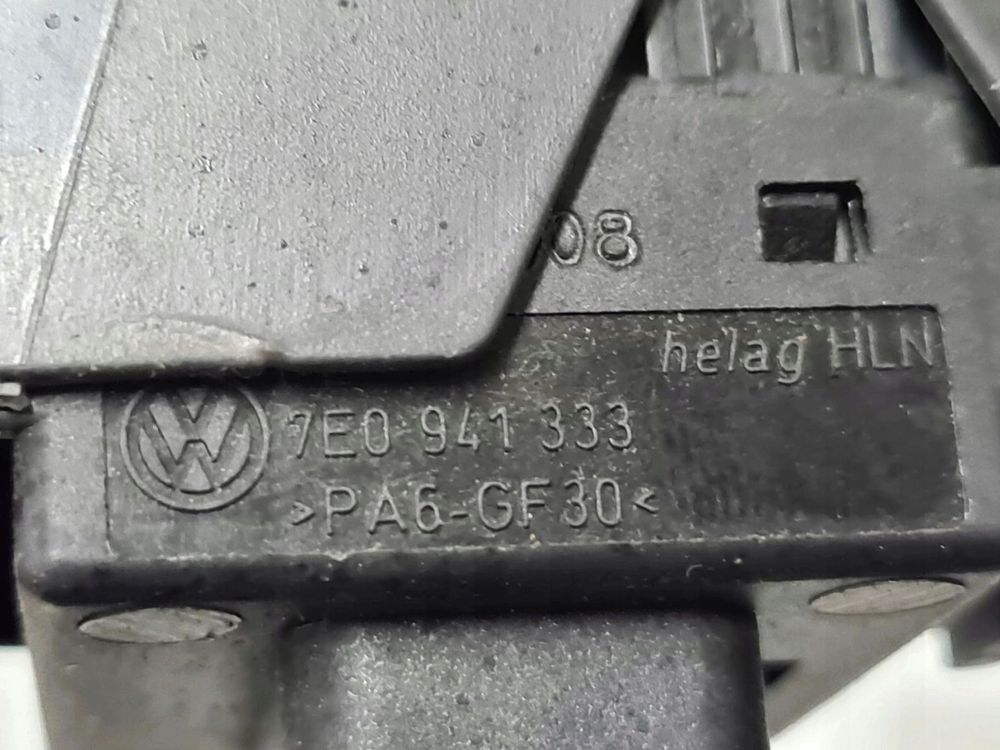 08
helag HLN
7E0 941 333
>PA6-GF30<